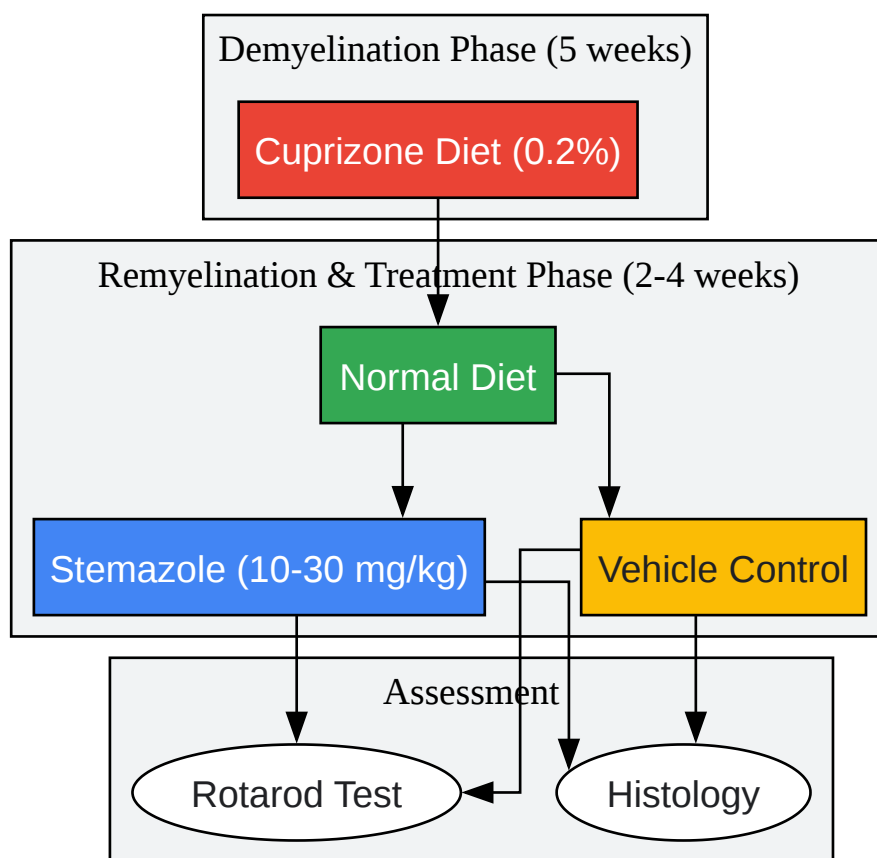 Demyelination Phase (5 weeks)
Cuprizone Diet (0.2%)
Remyelination & Treatment Phase (2-4 weeks)
Normal Diet
Stemazole (10-30 mg/kg)
Vehicle Control
Assessment
Rotarod Test
Histology